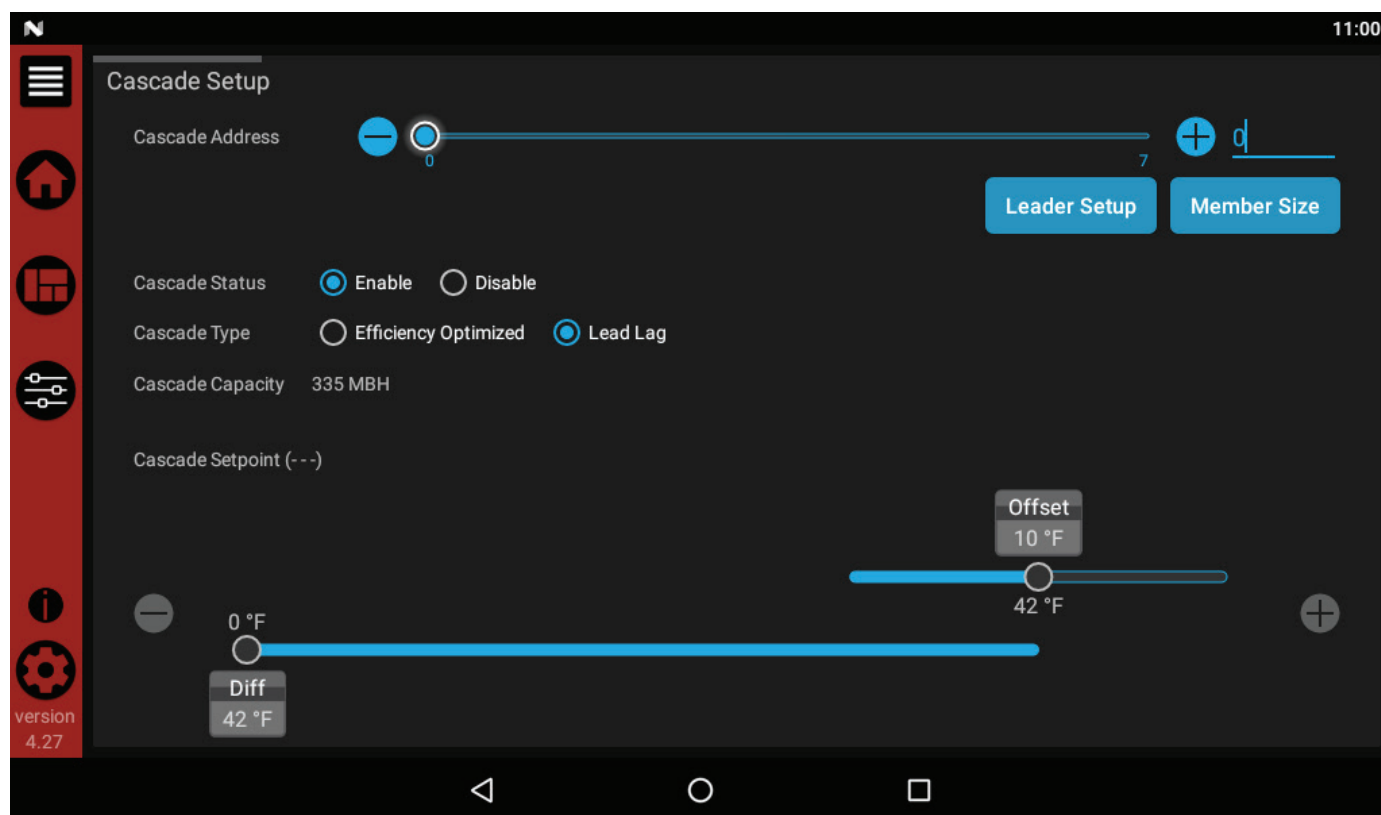 N
11:00
Cascade Setup
Cascade Address
0
7
0
Leader Setup
Member Size
Cascade Status Enable Disable
Cascade Type Efficiency Optimized Lead Lag
Cascade Capacity 335 MBH
Cascade Setpoint (---)
Offset
10 °F
42 °F
0 °F
Diff
42 °F
i
version
4.27